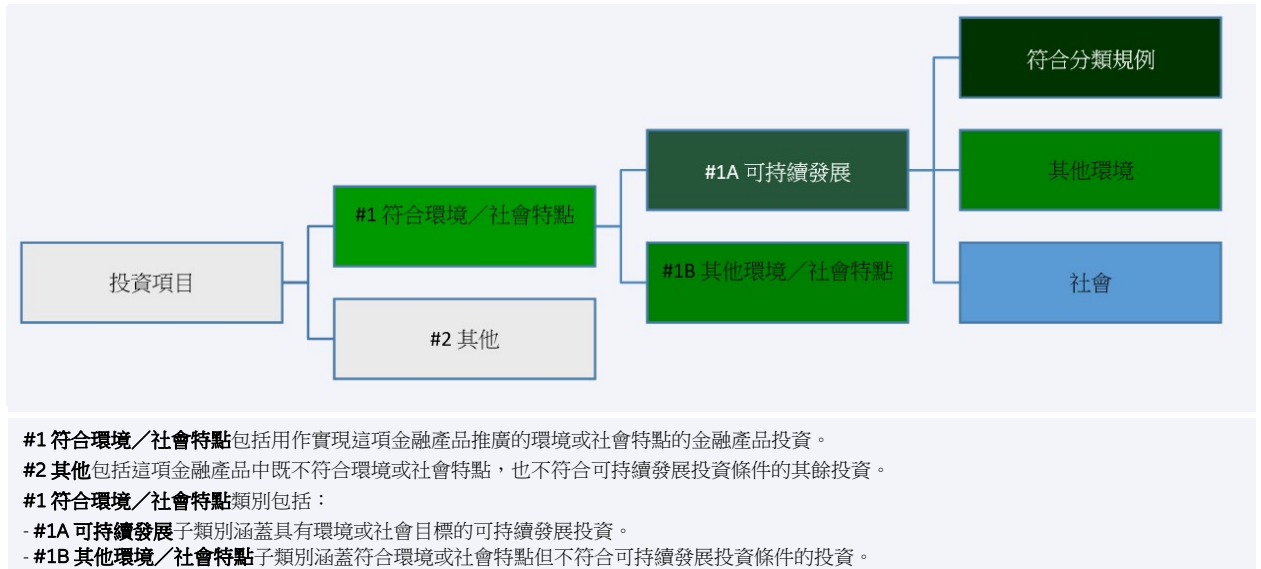 符合分類規例
#1A 可持續發展
其他環境
#1 符合環境／社會特點
#1B 其他環境／社會特點
社會
投資項目
#2 其他
#1 符合環境／社會特點包括用作實現這項金融產品推廣的環境或社會特點的金融產品投資。
#2 其他包括這項金融產品中既不符合環境或社會特點，也不符合可持續發展投資條件的其餘投資。
#1 符合環境／社會特點類別包括：
- #1A 可持續發展子類別涵蓋具有環境或社會目標的可持續發展投資。
- #1B 其他環境／社會特點子類別涵蓋符合環境或社會特點但不符合可持續發展投資條件的投資。